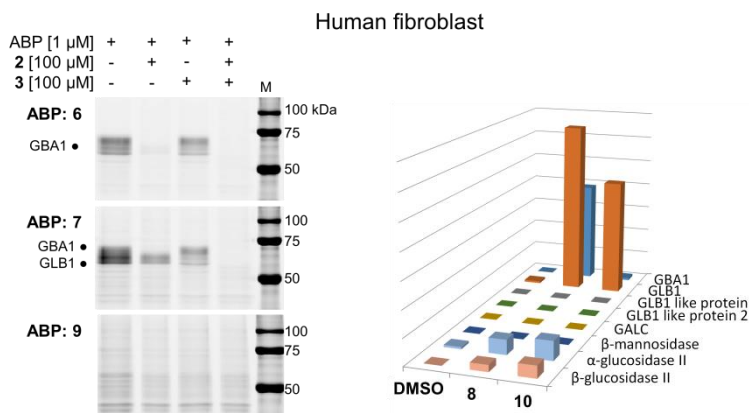 Human fibroblast
ABP [1 µM] + + + +
2 [100 µM] - + - +
3 [100 µM] - - + +
M
ABP: 6
100 kDa
75
GBA1 •
50
ABP: 7
100
GBA1 •
75
GLB1 •
50
ABP: 9
100
75
50
GBA1
GLB1
GLB1 like protein
GLB1 like protein 2
GALC
β-mannosidase
α-glucosidase II
β-glucosidase II
DMSO 8 10